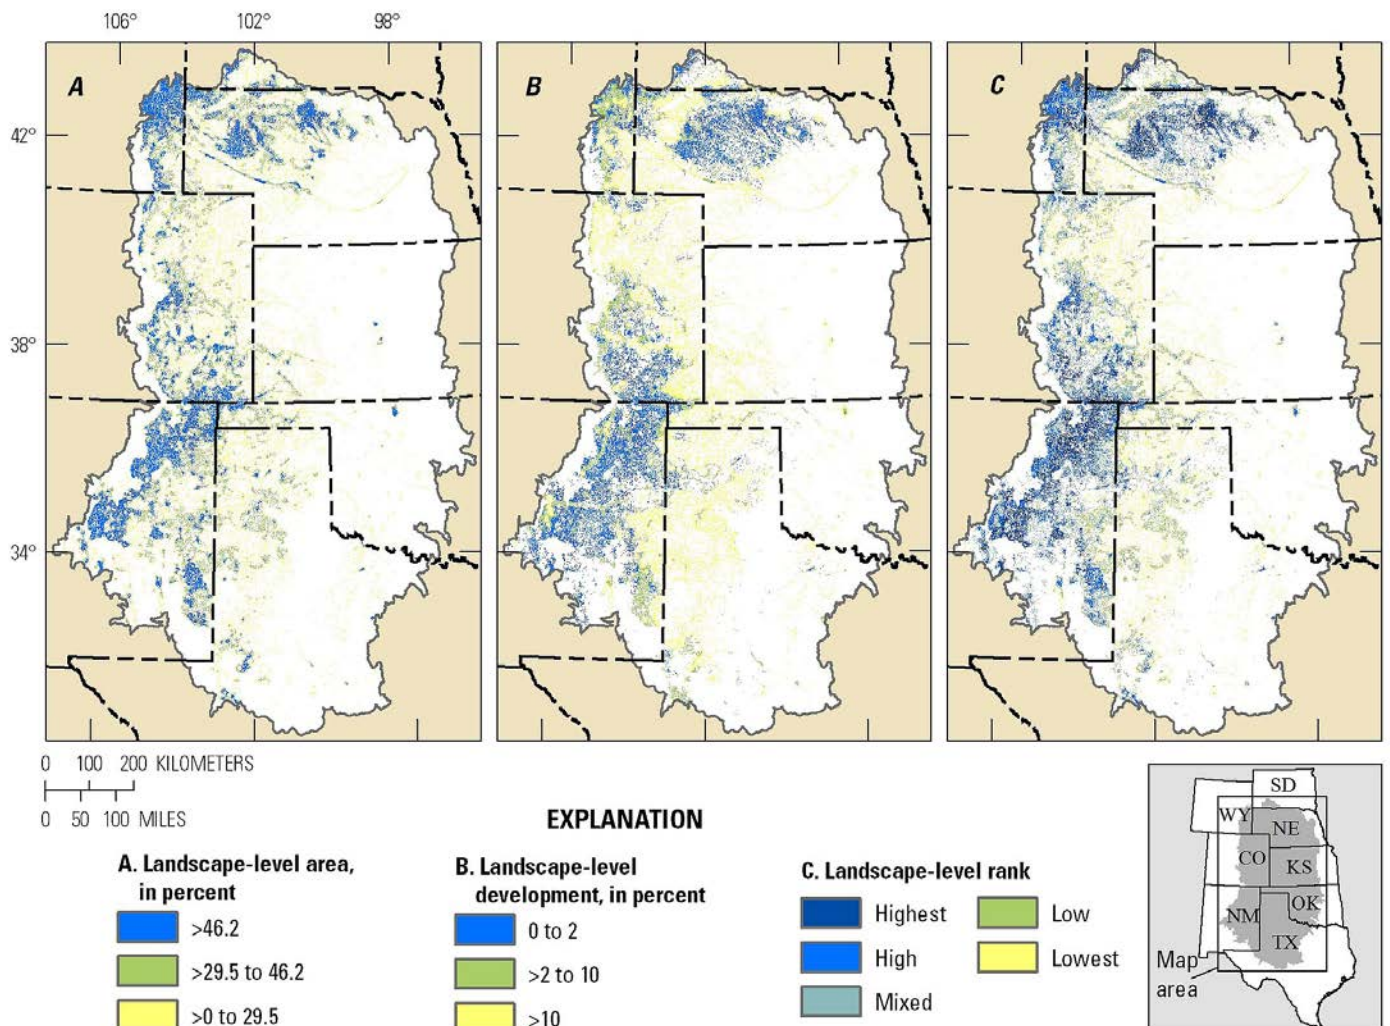 106° 102° 98°
A B C
42°
38°
34°
0 100 200 KILOMETERS
0 50 100 MILES
EXPLANATION
A. Landscape-level area,
in percent
>46.2
>29.5 to 46.2
>0 to 29.5
B. Landscape-level
development, in percent
0 to 2
>2 to 10
>10
C. Landscape-level rank
Highest
High
Mixed
Low
Lowest
SD
WY
NE
CO
KS
OK
NM
TX
Map
area